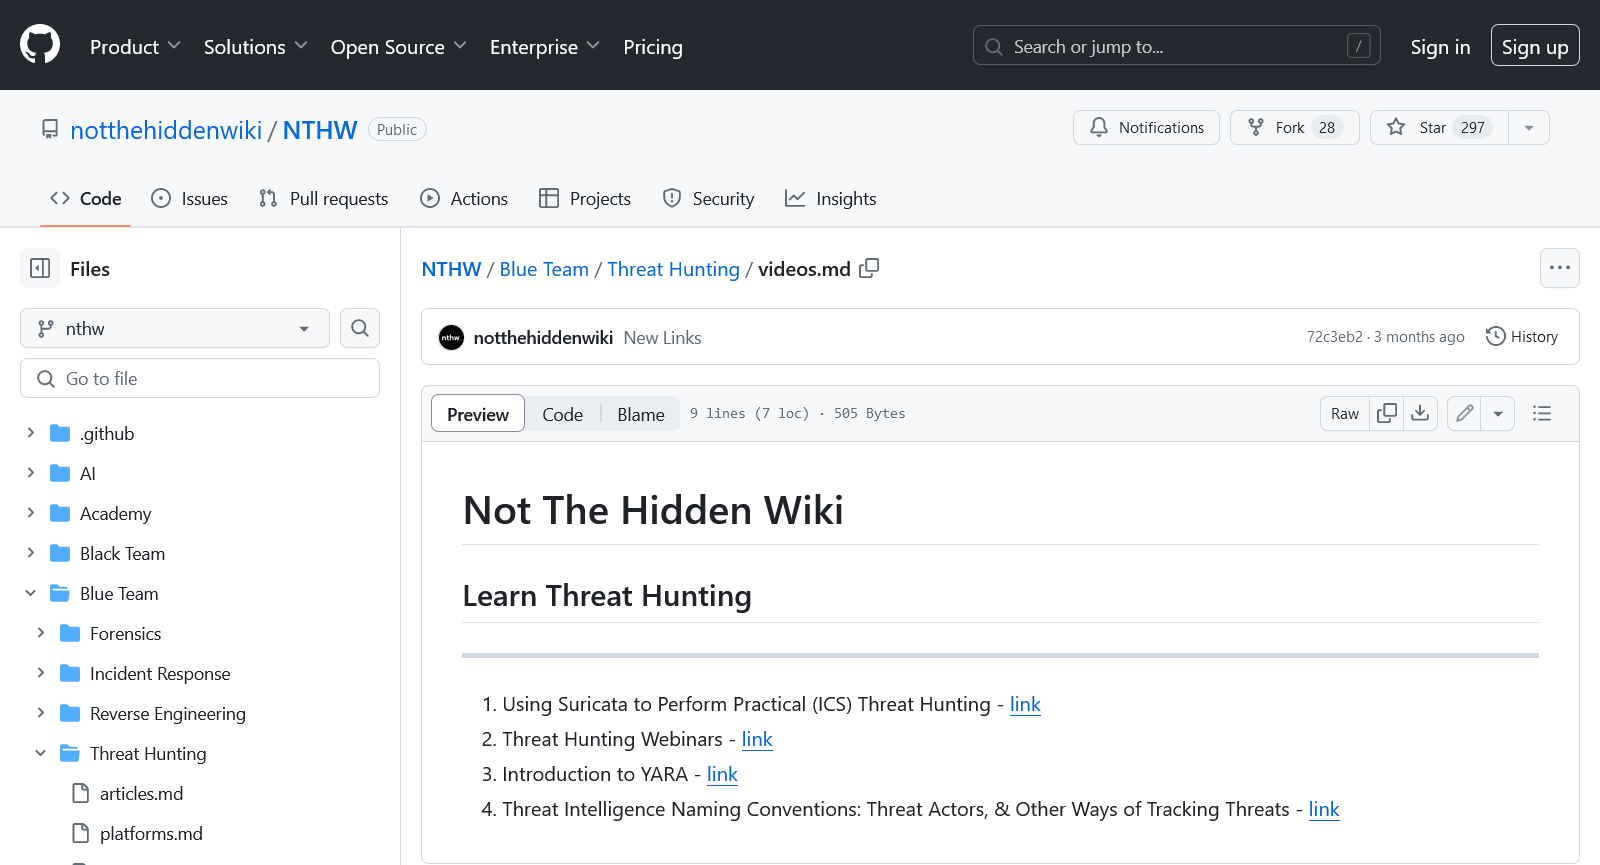 Product Solutions Open Source Enterprise Pricing Search or jump to... / Sign in Sign up
notthehiddenwiki / NTHW Public Notifications Fork 28 Star 297
Code Issues Pull requests Actions Projects Security Insights
Files
nthw
Go to file
.github
AI
Academy
Black Team
Blue Team
Forensics
Incident Response
Reverse Engineering
Threat Hunting
articles.md
platforms.md
NTHW / Blue Team / Threat Hunting / videos.md
nthw notthehiddenwiki New Links 72c3eb2 · 3 months ago History
Preview Code Blame 9 lines (7 loc) · 505 Bytes Raw
Not The Hidden Wiki
Learn Threat Hunting
1. Using Suricata to Perform Practical (ICS) Threat Hunting - link
2. Threat Hunting Webinars - link
3. Introduction to YARA - link
4. Threat Intelligence Naming Conventions: Threat Actors, & Other Ways of Tracking Threats - link